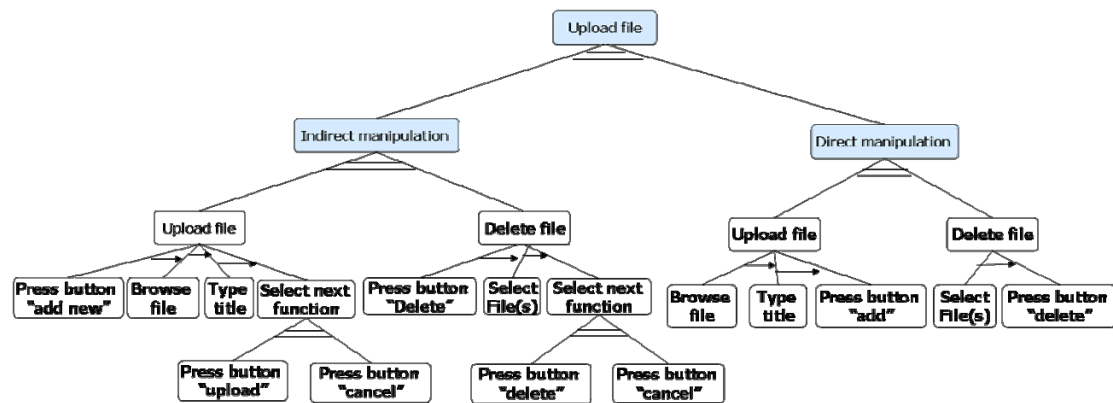 Upload file
Indirect manipulation
Direct manipulation
Upload file
Delete file
Upload file
Delete file
Press button
“add new”
Browse
file
Type
title
Select next
function
Press button
“Delete”
Select
File(s)
Select next
function
Browse
file
Type
title
Press button
“add”
Select
File(s)
Press button
“delete”
Press button
“upload”
Press button
“cancel”
Press button
“delete”
Press button
“cancel”